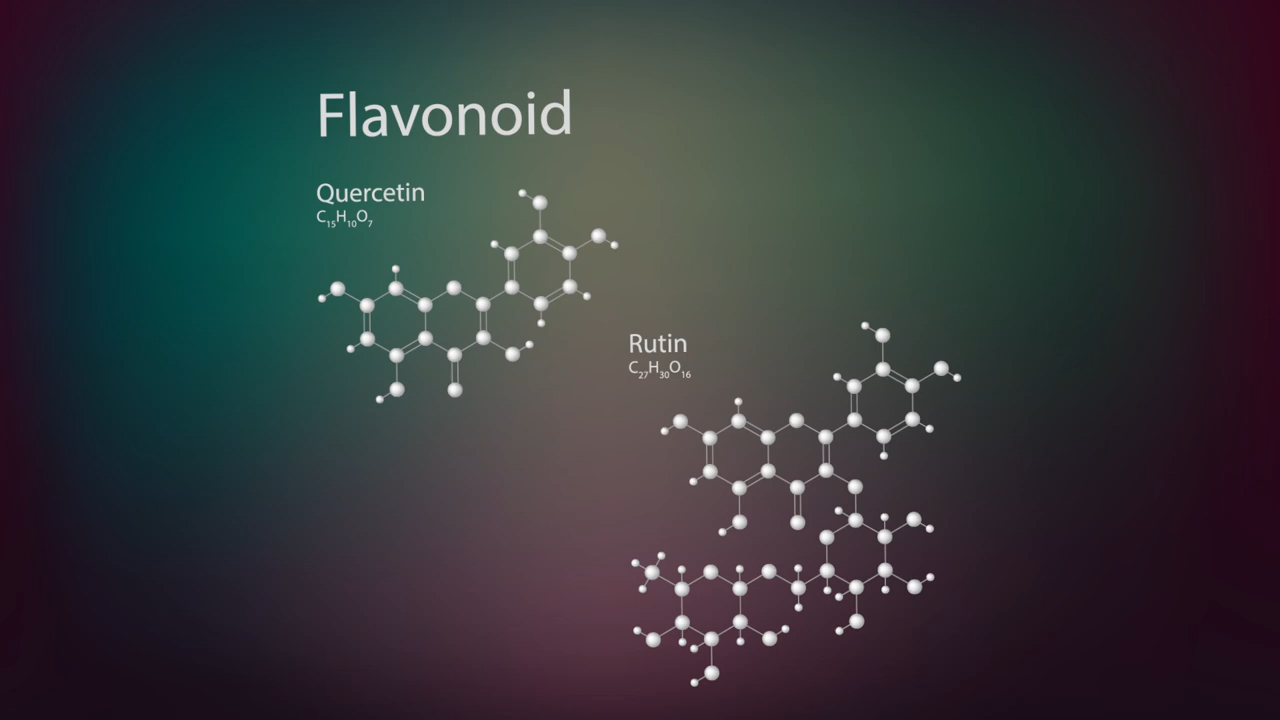 Flavonoid
Quercetin
C₁₅H₁₀O₇
Rutin
C₂₇H₃₀O₁₆